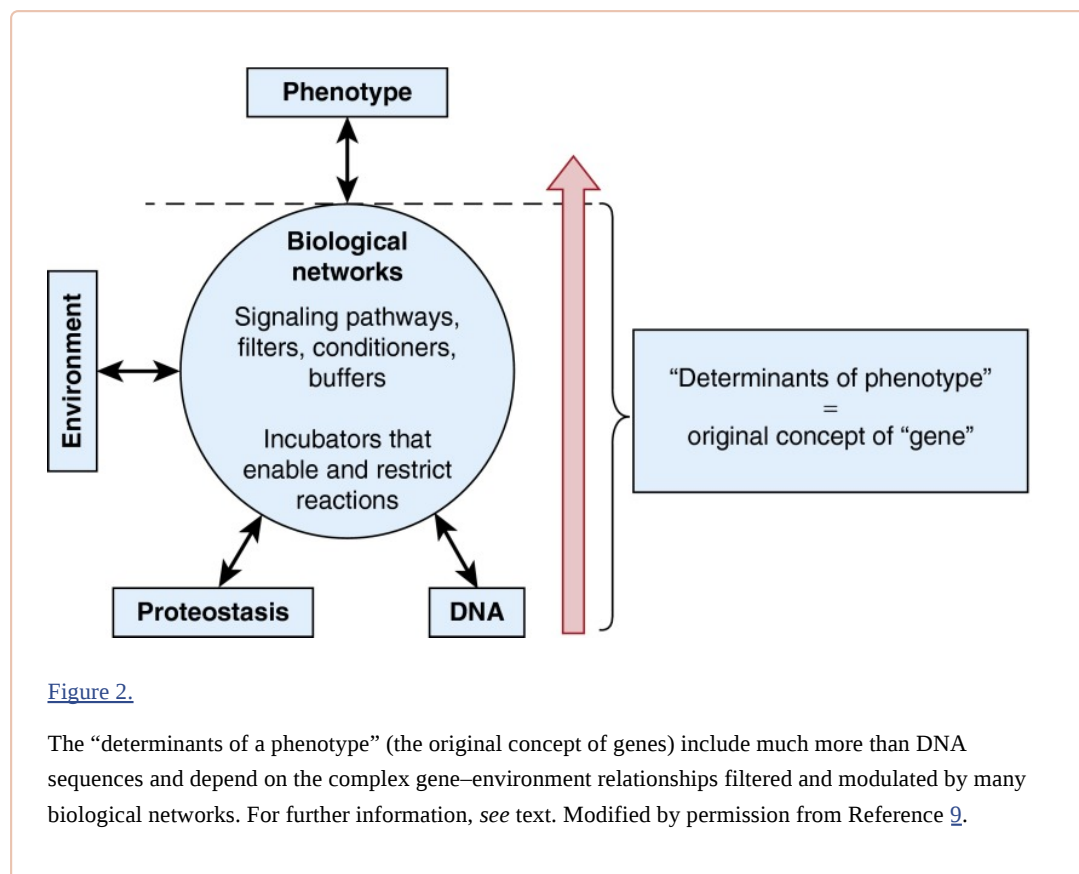 Phenotype
Biological
networks
Signaling pathways,
filters, conditioners,
buffers
Incubators that
enable and restrict
reactions
Environment
Proteostasis
DNA
“Determinants of phenotype”
=
original concept of “gene”
Figure 2.
The “determinants of a phenotype” (the original concept of genes) include much more than DNA
sequences and depend on the complex gene–environment relationships filtered and modulated by many
biological networks. For further information, see text. Modified by permission from Reference 9.